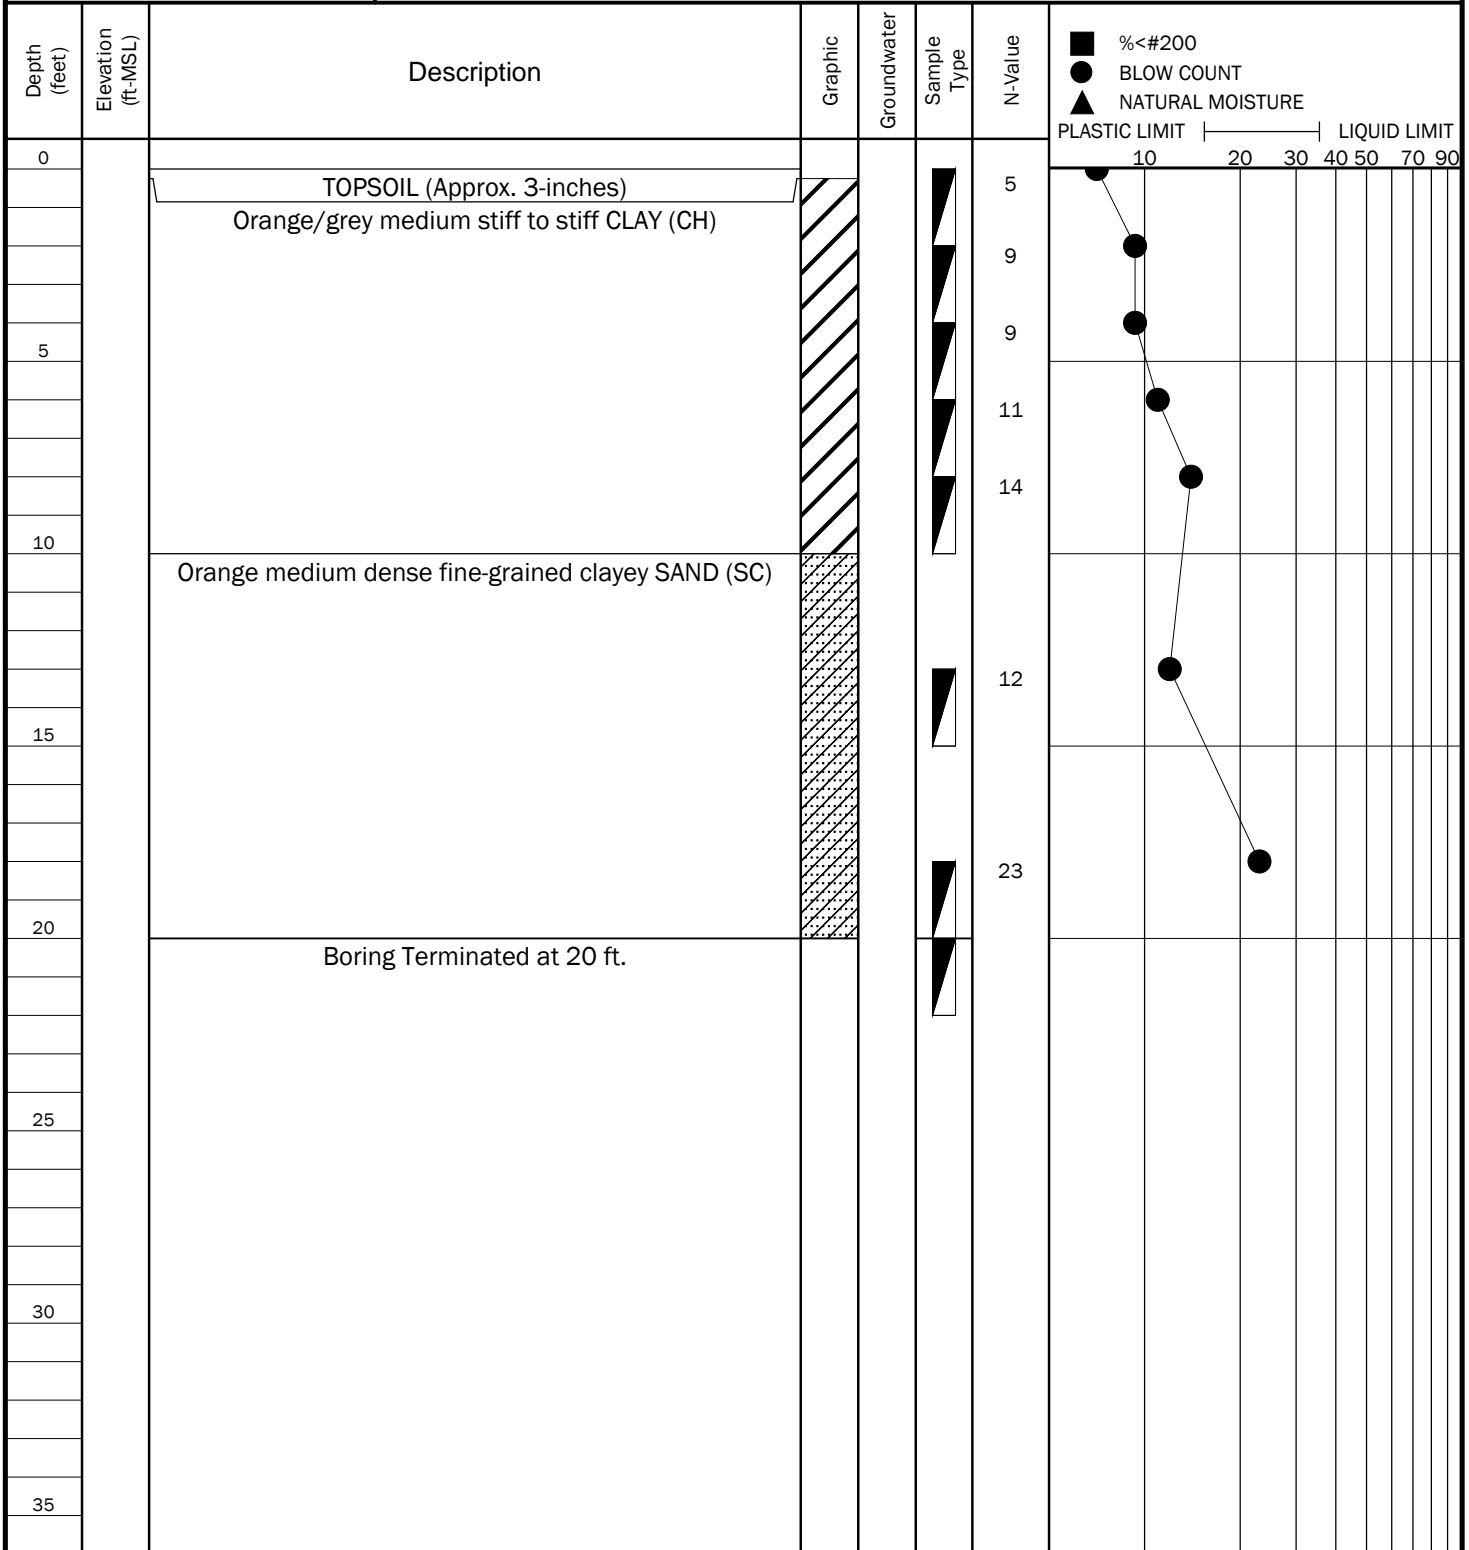 Depth
(feet)
Elevation
(ft-MSL)
Description
Graphic
Groundwater
Sample
Type
N-Value
%<#200
BLOW COUNT
NATURAL MOISTURE
PLASTIC LIMIT LIQUID LIMIT
10 20 30 40 50 70 90
0
TOPSOIL (Approx. 3-inches)
5
Orange/grey medium stiff to stiff CLAY (CH)
9
9
5
11
14
10
Orange medium dense fine-grained clayey SAND (SC)
12
15
23
20
Boring Terminated at 20 ft.
25
30
35